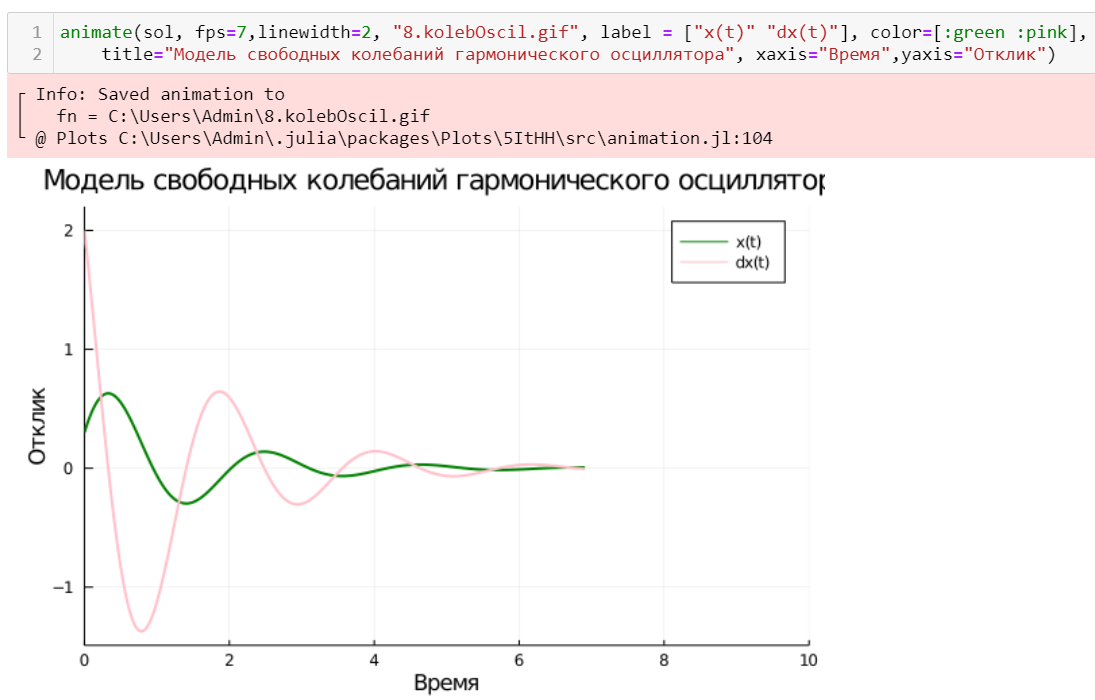 1 animate(sol, fps=7,linewidth=2, "8.kolebOscil.gif", label = ["x(t)" "dx(t)"], color=[:green :pink],
2 title="Модель свободных колебаний гармонического осциллятора", xaxis="Время",yaxis="Отклик")
┌ Info: Saved animation to
│ fn = C:\Users\Admin\8.kolebOscil.gif
└ @ Plots C:\Users\Admin\.julia\packages\Plots\5ItHH\src\animation.jl:104
Модель свободных колебаний гармонического осциллятор
x(t)
dx(t)
2
1
0
−1
Отклик
0 2 4 6 8 10
Время